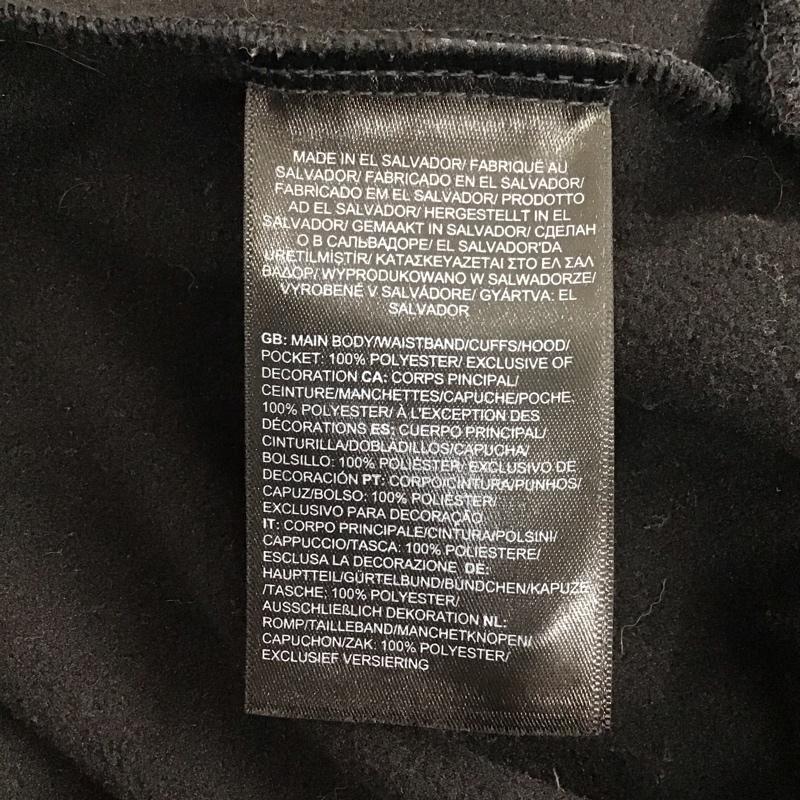 MADE IN EL SALVADOR/ FABRIQUÉ AU
SALVADOR/ FABRICADO EN EL SALVADOR/
FABRICADO EM EL SALVADOR/ PRODOTTO
AD EL SALVADOR/ HERGESTELLT IN EL
SALVADOR/ GEMAAKT IN SALVADOR/ СДЕЛАН
О В САЛЬВАДОРЕ/ EL SALVADOR'DA
ÜRETİLMİŞTİR/ ΚΑΤΑΣΚΕΥΑΖΕΤΑΙ ΣΤΟ ΕΛ ΣΑΛ
ΒΑΔΟΡ/ WYPRODUKOWANO W SALWADORZE/
VYROBENÉ V SALVÁDORE/ GYÁRTVA: EL
SALVADOR
GB: MAIN BODY/WAISTBAND/CUFFS/HOOD/
POCKET: 100% POLYESTER/ EXCLUSIVE OF
DECORATION CA: CORPS PINCIPAL/
CEINTURE/MANCHETTES/CAPUCHE/POCHE:
100% POLYESTER/ À L'EXCEPTION DES
DÉCORATIONS ES: CUERPO PRINCIPAL/
CINTURILLA/DOBLADILLOS/CAPUCHA/
BOLSILLO: 100% POLIÉSTER/ EXCLUSIVO DE
DECORACIÓN PT: CORPO/CINTURA/PUNHOS/
CAPUZ/BOLSO: 100% POLIÉSTER/
EXCLUSIVO PARA DECORAÇÃO
IT: CORPO PRINCIPALE/CINTURA/POLSINI/
CAPPUCCIO/TASCA: 100% POLIESTERE/
ESCLUSA LA DECORAZIONE DE:
HAUPTTEIL/GÜRTELBUND/BÜNDCHEN/KAPUZE
/TASCHE: 100% POLYESTER/
AUSSCHLIEßLICH DEKORATION NL:
ROMP/TAILLEBAND/MANCHETKNOPEN/
CAPUCHON/ZAK: 100% POLYESTER/
EXCLUSIEF VERSIERING